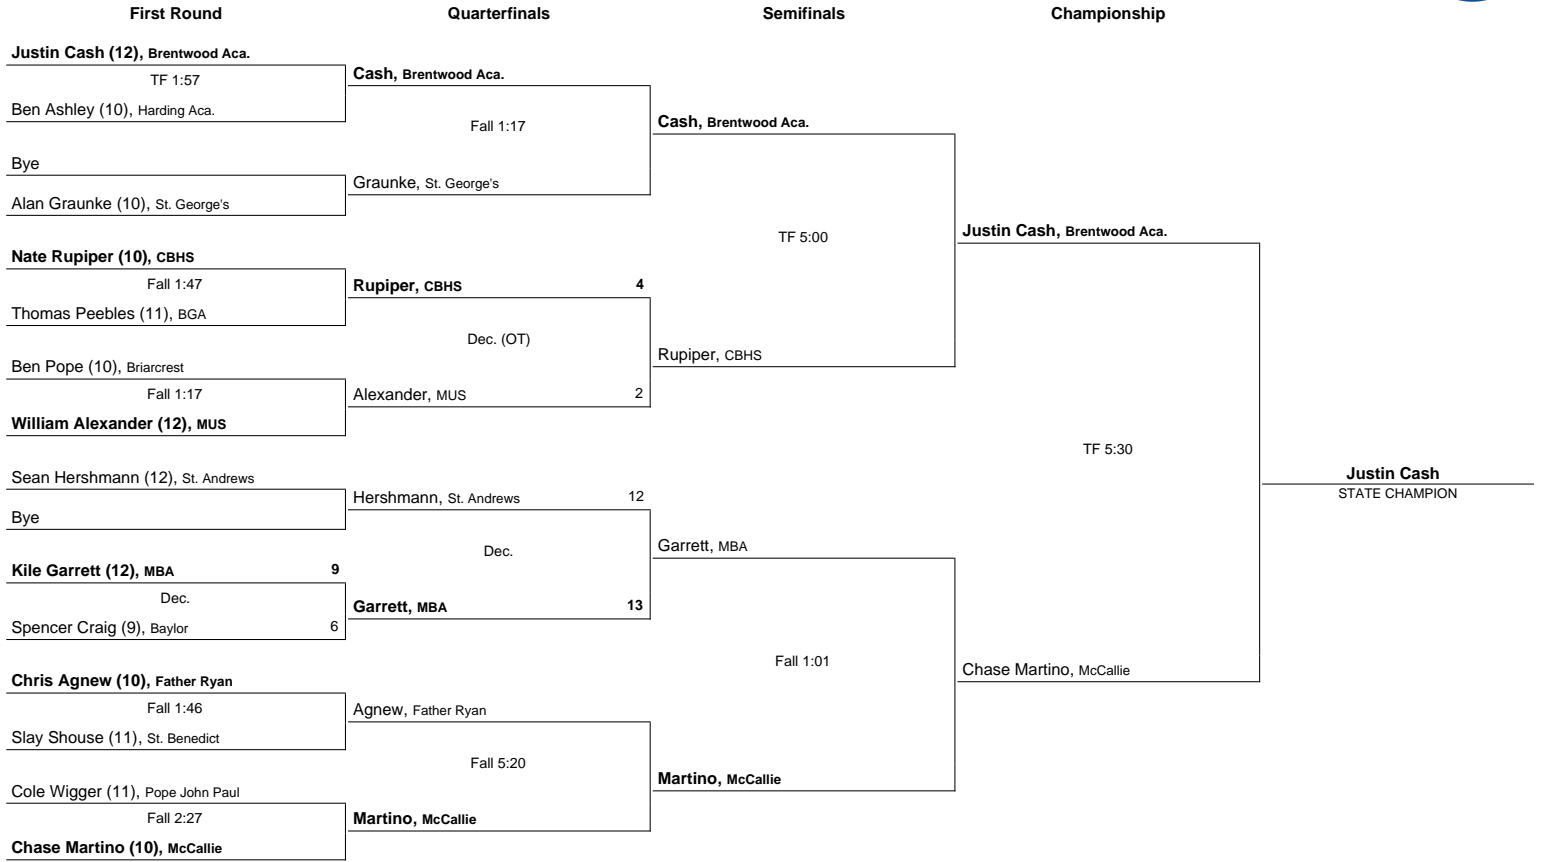 First Round Quarterfinals Semifinals Championship
Justin Cash (12), Brentwood Aca.
TF 1:57
Ben Ashley (10), Harding Aca.
Bye
Alan Graunke (10), St. George's
Nate Rupiper (10), CBHS
Fall 1:47
Thomas Peebles (11), BGA
Ben Pope (10), Briarcrest
Fall 1:17
William Alexander (12), MUS
Sean Hershmann (12), St. Andrews
Bye
Kile Garrett (12), MBA 9
Dec.
Spencer Craig (9), Baylor 6
Chris Agnew (10), Father Ryan
Fall 1:46
Slay Shouse (11), St. Benedict
Cole Wigger (11), Pope John Paul
Fall 2:27
Chase Martino (10), McCallie
Cash, Brentwood Aca.
Fall 1:17
Graunke, St. George's
Rupiper, CBHS 4
Dec. (OT)
Alexander, MUS 2
Hershmann, St. Andrews 12
Dec.
Garrett, MBA 13
Agnew, Father Ryan
Fall 5:20
Martino, McCallie
Cash, Brentwood Aca.
TF 5:00
Rupiper, CBHS
Garrett, MBA
Fall 1:01
Martino, McCallie
Justin Cash, Brentwood Aca.
TF 5:30
Chase Martino, McCallie
Justin Cash
STATE CHAMPION